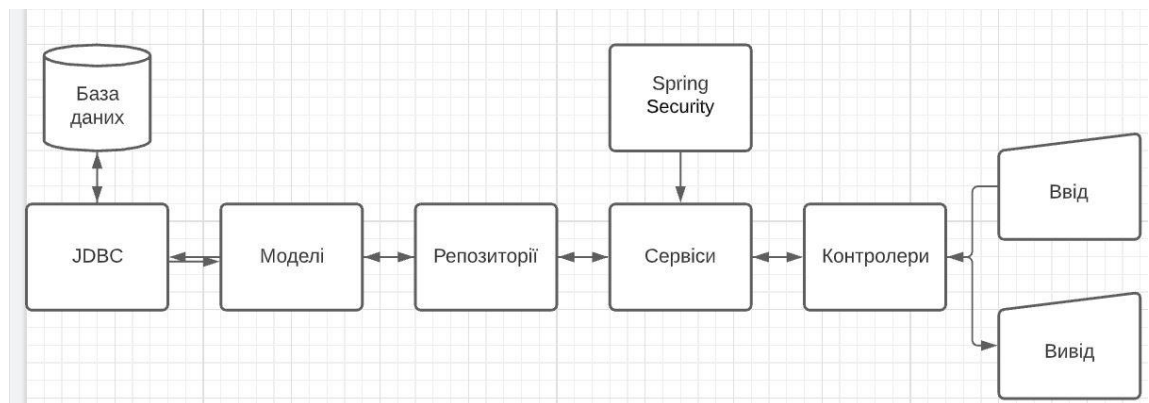 База
даних
Spring
Security
Ввід
JDBC
Моделі
Репозиторії
Сервіси
Контролери
Вивід